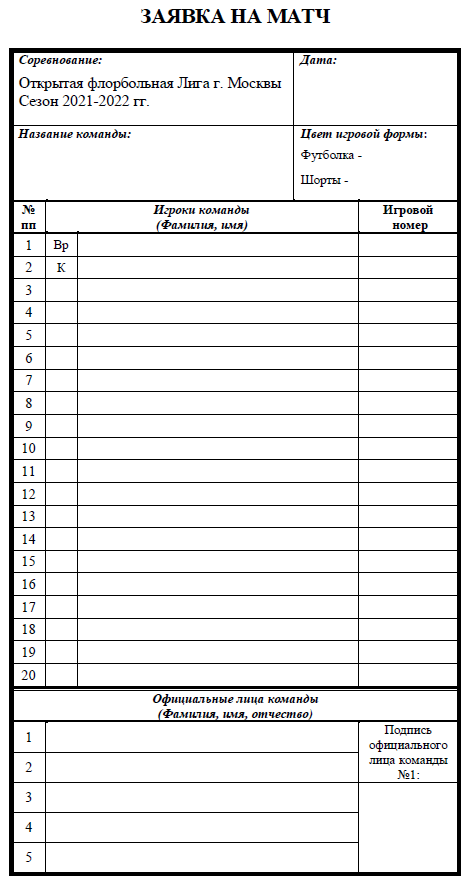 ЗАЯВКА НА МАТЧ
Соревнование:
Открытая флорбольная Лига г. Москвы
Сезон 2021-2022 гг.
Дата:
Название команды:
Цвет игровой формы:
Футболка -
Шорты -
№
пп
Игроки команды
(Фамилия, имя)
Игровой
номер
1 Вр
2 К
3
4
5
6
7
8
9
10
11
12
13
14
15
16
17
18
19
20
Официальные лица команды
(Фамилия, имя, отчество)
1
2
3
4
5
Подпись
официального
лица команды
№1: